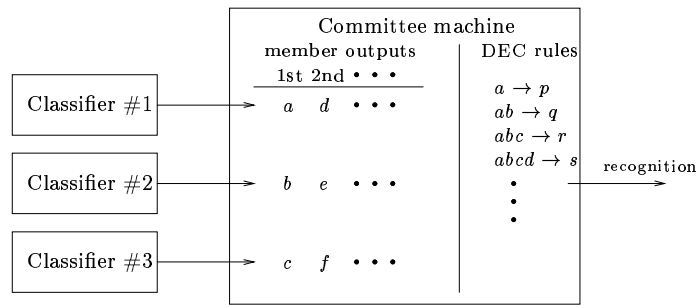 Committee machine
member outputs
1st 2nd • • •
Classifier #1
a d • • •
Classifier #2
b e • • •
Classifier #3
c f • • •
DEC rules
a → p
ab → q
abc → r
abcd → s
recognition